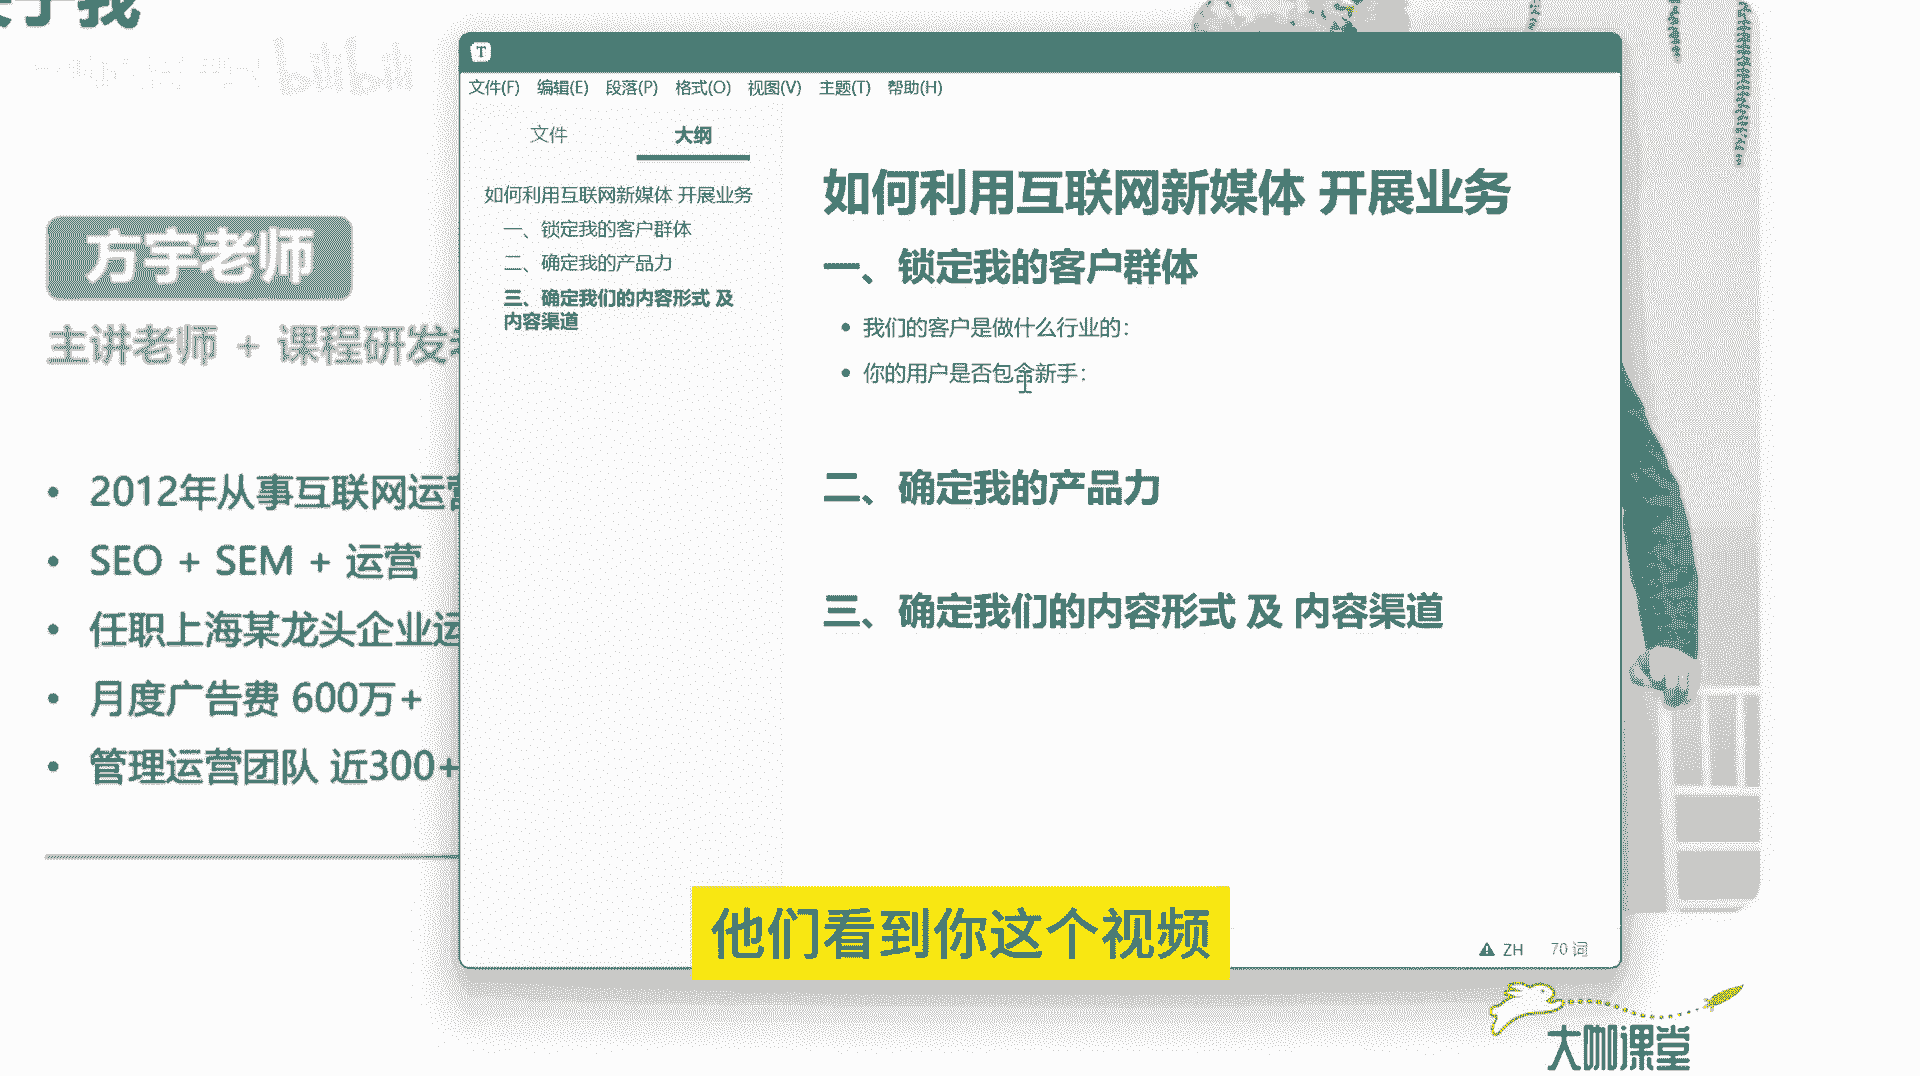 关于我
bilibili
方宇老师
主讲老师 + 课程研发
2012年从事互联网运营
SEO + SEM + 运营
任职上海某龙头企业运
月度广告费 600万+
管理运营团队 近300+
T
文件(F) 编辑(E) 段落(P) 格式(O) 视图(V) 主题(T) 帮助(H)
文件 大纲
如何利用互联网新媒体 开展业务
一、锁定我的客户群体
二、确定我的产品力
三、确定我们的内容形式 及
内容渠道
如何利用互联网新媒体 开展业务
一、锁定我的客户群体
我们的客户是做什么行业的：
你的用户是否包含新手：
二、确定我的产品力
三、确定我们的内容形式 及 内容渠道
ZH 70 词
他们看到你这个视频
大咖课堂